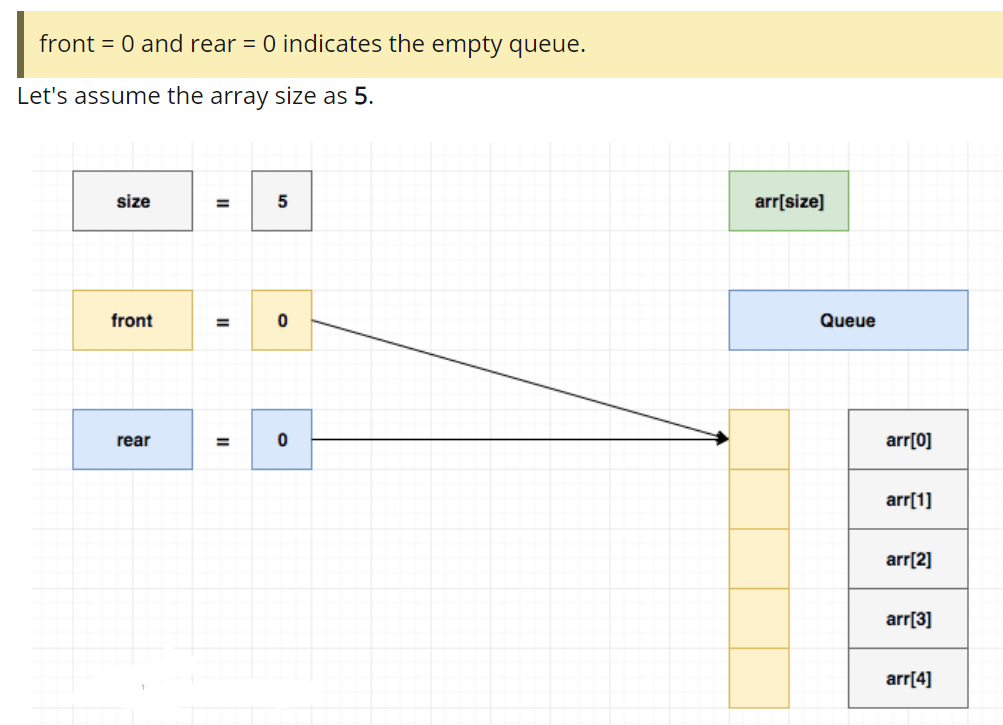 front = 0 and rear = 0 indicates the empty queue.
Let's assume the array size as 5.
size = 5 arr[size]
front = 0 Queue
rear = 0 arr[0]
arr[1]
arr[2]
arr[3]
arr[4]